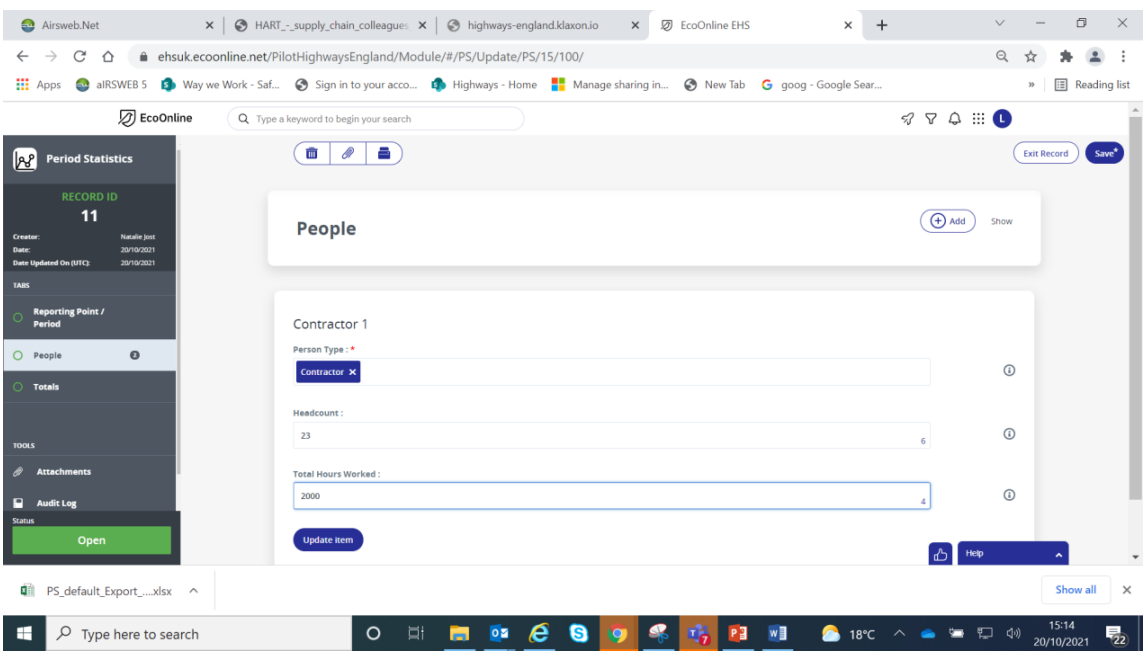 Airsweb.Net
HART_-_supply_chain_colleagues
highways-england.klaxon.io
EcoOnline EHS
ehsuk.ecoonline.net/PilotHighwaysEngland/Module/#/PS/Update/PS/15/100/
Apps aIRSWEB 5 Way we Work - Saf... Sign in to your acco... Highways - Home Manage sharing in... New Tab goog - Google Sear... » Reading list
EcoOnline
Type a keyword to begin your search
L
Period Statistics
Exit Record
Save*
RECORD ID
11
Creator: Natalie Jost
Date: 20/10/2021
Date Updated On (UTC): 20/10/2021
TABS
Reporting Point /
Period
People 2
Totals
TOOLS
Attachments
Audit Log
Status
Open
People
Add
Show
Contractor 1
Person Type : *
Contractor ×
Headcount :
23
6
Total Hours Worked :
2000
4
Update item
Help
PS_default_Export_....xlsx
Show all
Type here to search
18°C
15:14
20/10/2021
22